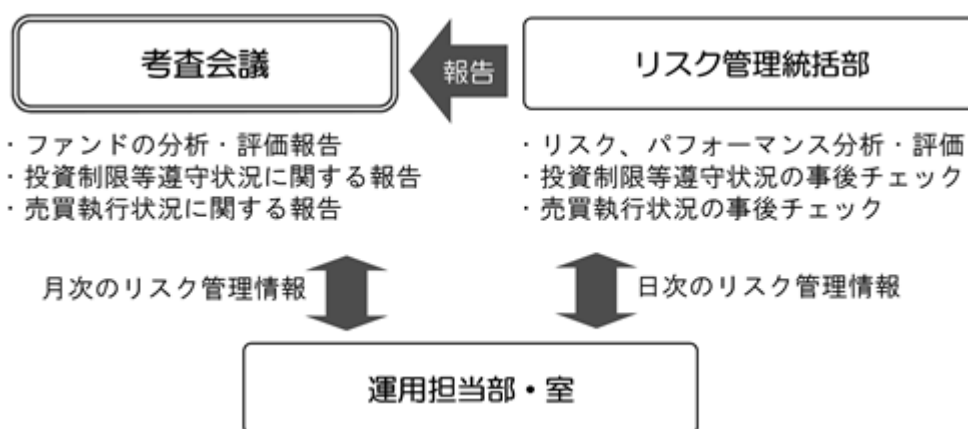 考査会議
報告
リスク管理統括部
・ファンドの分析・評価報告
・投資制限等遵守状況に関する報告
・売買執行状況に関する報告
・リスク、パフォーマンス分析・評価
・投資制限等遵守状況の事後チェック
・売買執行状況の事後チェック
月次のリスク管理情報
日次のリスク管理情報
運用担当部・室